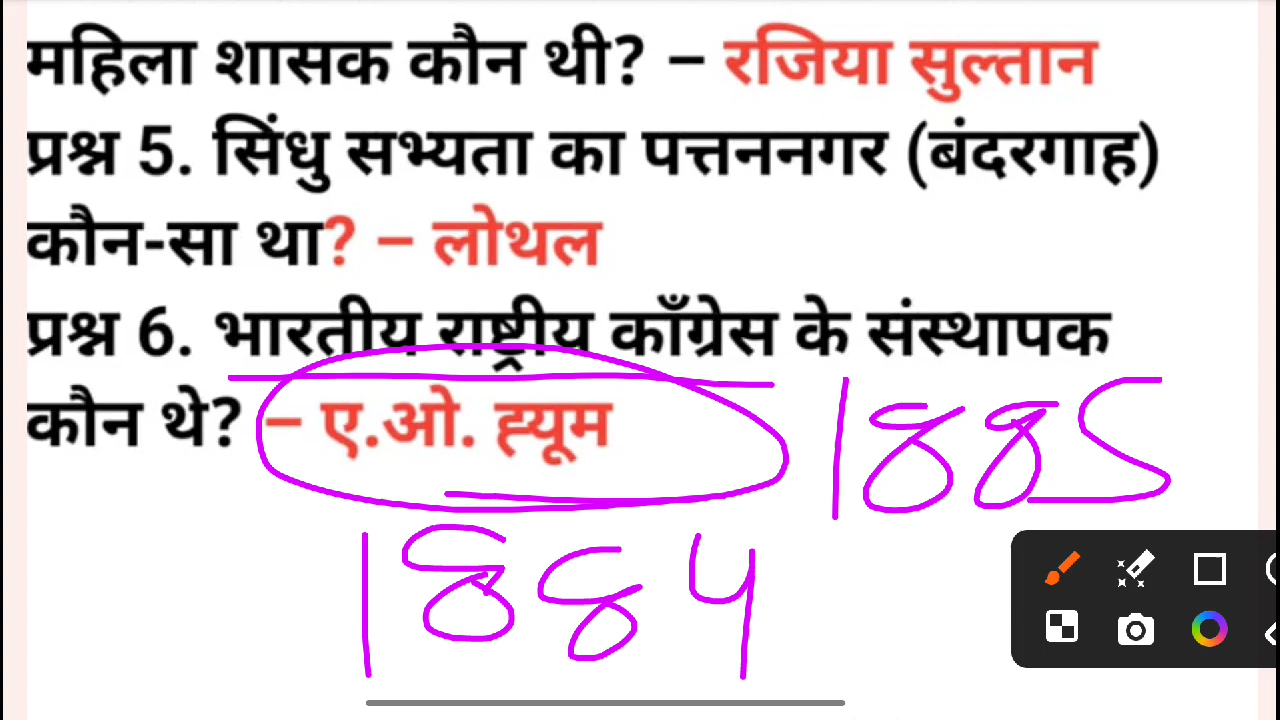 महिला शासक कौन थी? – रजिया सुल्तान
प्रश्न 5. सिंधु सभ्यता का पत्तननगर (बंदरगाह)
कौन-सा था? – लोथल
प्रश्न 6. भारतीय राष्ट्रीय काँग्रेस के संस्थापक
कौन थे? – ए.ओ. ह्यूम
1885
1884